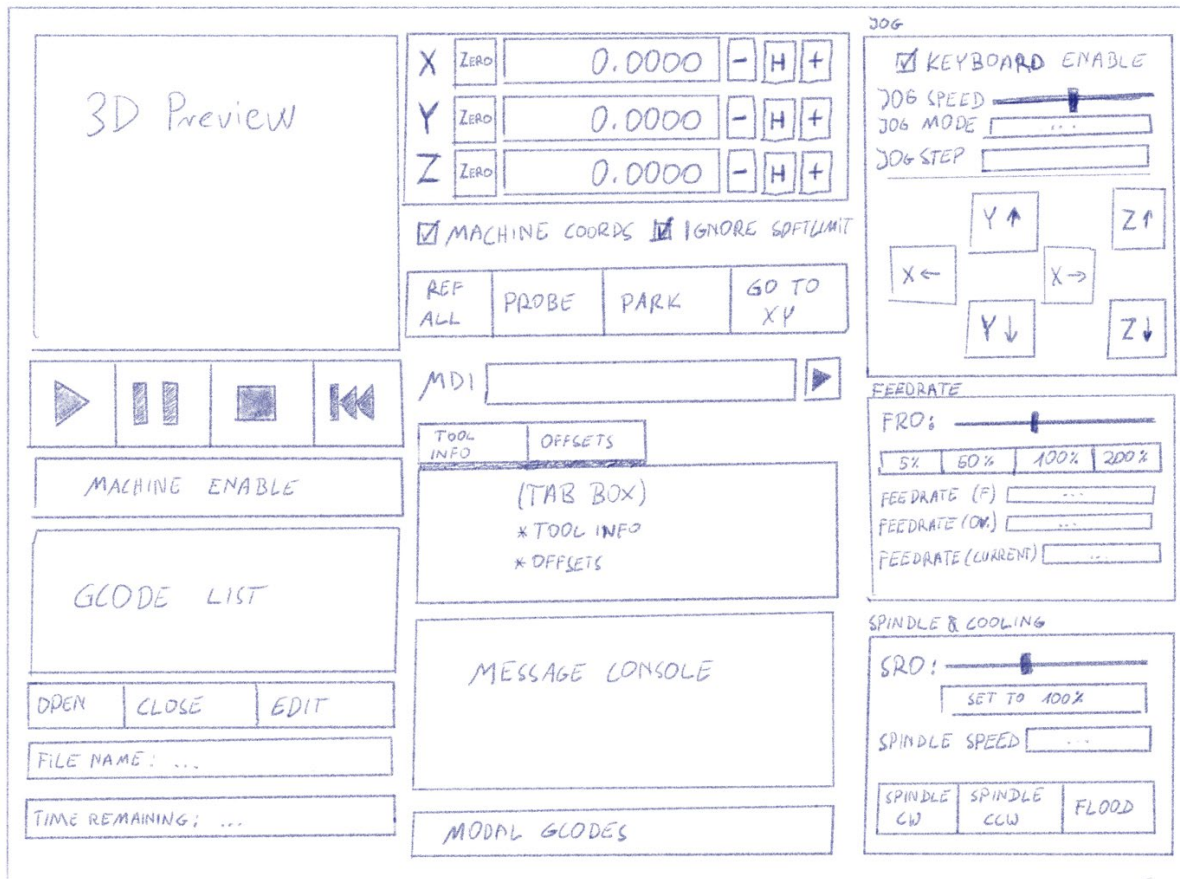 3D Preview
MACHINE ENABLE
GCODE LIST
OPEN CLOSE EDIT
FILE NAME: ...
TIME REMAINING: ...
X ZERO 0.0000 - H +
Y ZERO 0.0000 - H +
Z ZERO 0.0000 - H +
MACHINE COORDS IGNORE SOFTLIMIT
REF
ALL
PROBE
PARK
GO TO
XY
MDI
TOOL
INFO
OFFSETS
(TAB BOX)
* TOOL INFO
* OFFSETS
MESSAGE CONSOLE
MODAL GCODES
JOG
KEYBOARD ENABLE
JOG SPEED
JOG MODE ...
JOG STEP
Y ↑ Z ↑
X ← X →
Y ↓ Z ↓
FEEDRATE
FRO:
5% 50% 100% 200%
FEEDRATE (F) ...
FEEDRATE (OV.) ...
FEEDRATE (CURRENT) ...
SPINDLE & COOLING
SRO:
SET TO 100%
SPINDLE SPEED ...
SPINDLE
CW
SPINDLE
CCW
FLOOD